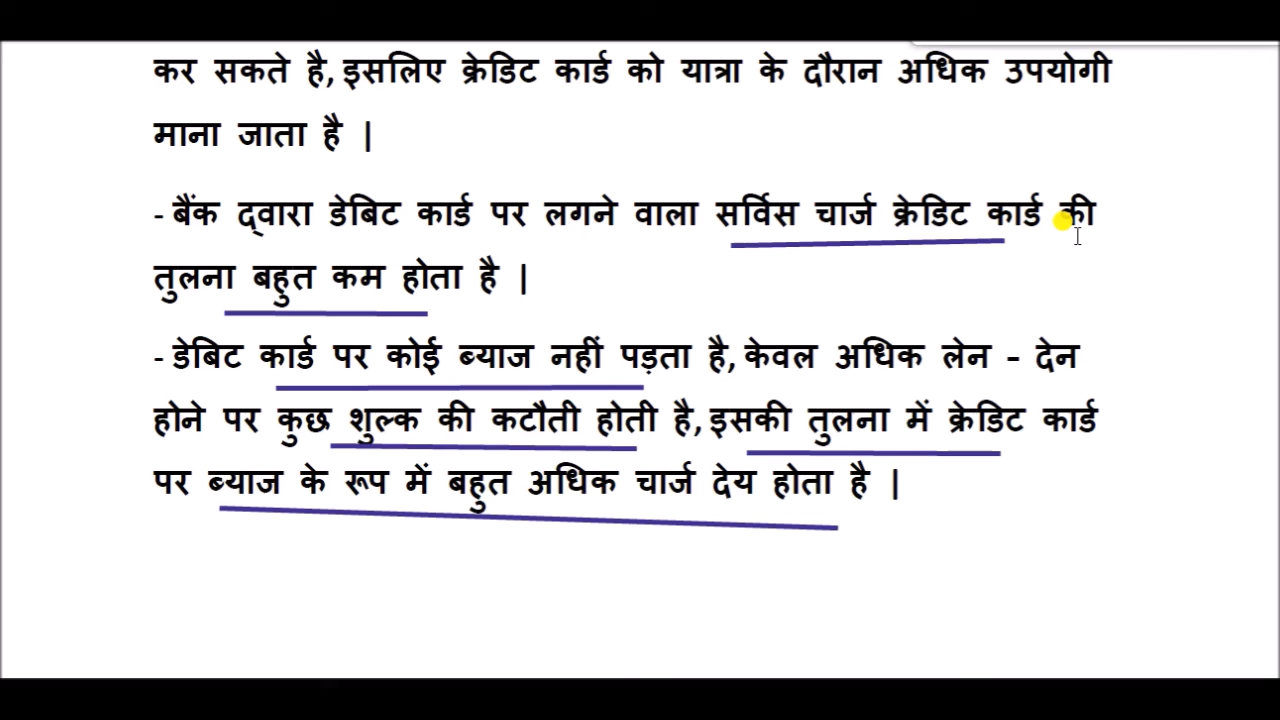 कर सकते है,इसलिए क्रेडिट कार्ड को यात्रा के दौरान अधिक उपयोगी
माना जाता है |
- बैंक द्वारा डेबिट कार्ड पर लगने वाला सर्विस चार्ज क्रेडिट कार्ड की
तुलना बहुत कम होता है |
- डेबिट कार्ड पर कोई ब्याज नहीं पड़ता है,केवल अधिक लेन – देन
होने पर कुछ शुल्क की कटौती होती है,इसकी तुलना में क्रेडिट कार्ड
पर ब्याज के रूप में बहुत अधिक चार्ज देय होता है |